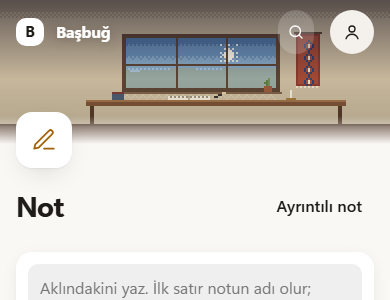 B Başbuğ
Not
Ayrıntılı not
Aklındakini yaz. İlk satır notun adı olur;